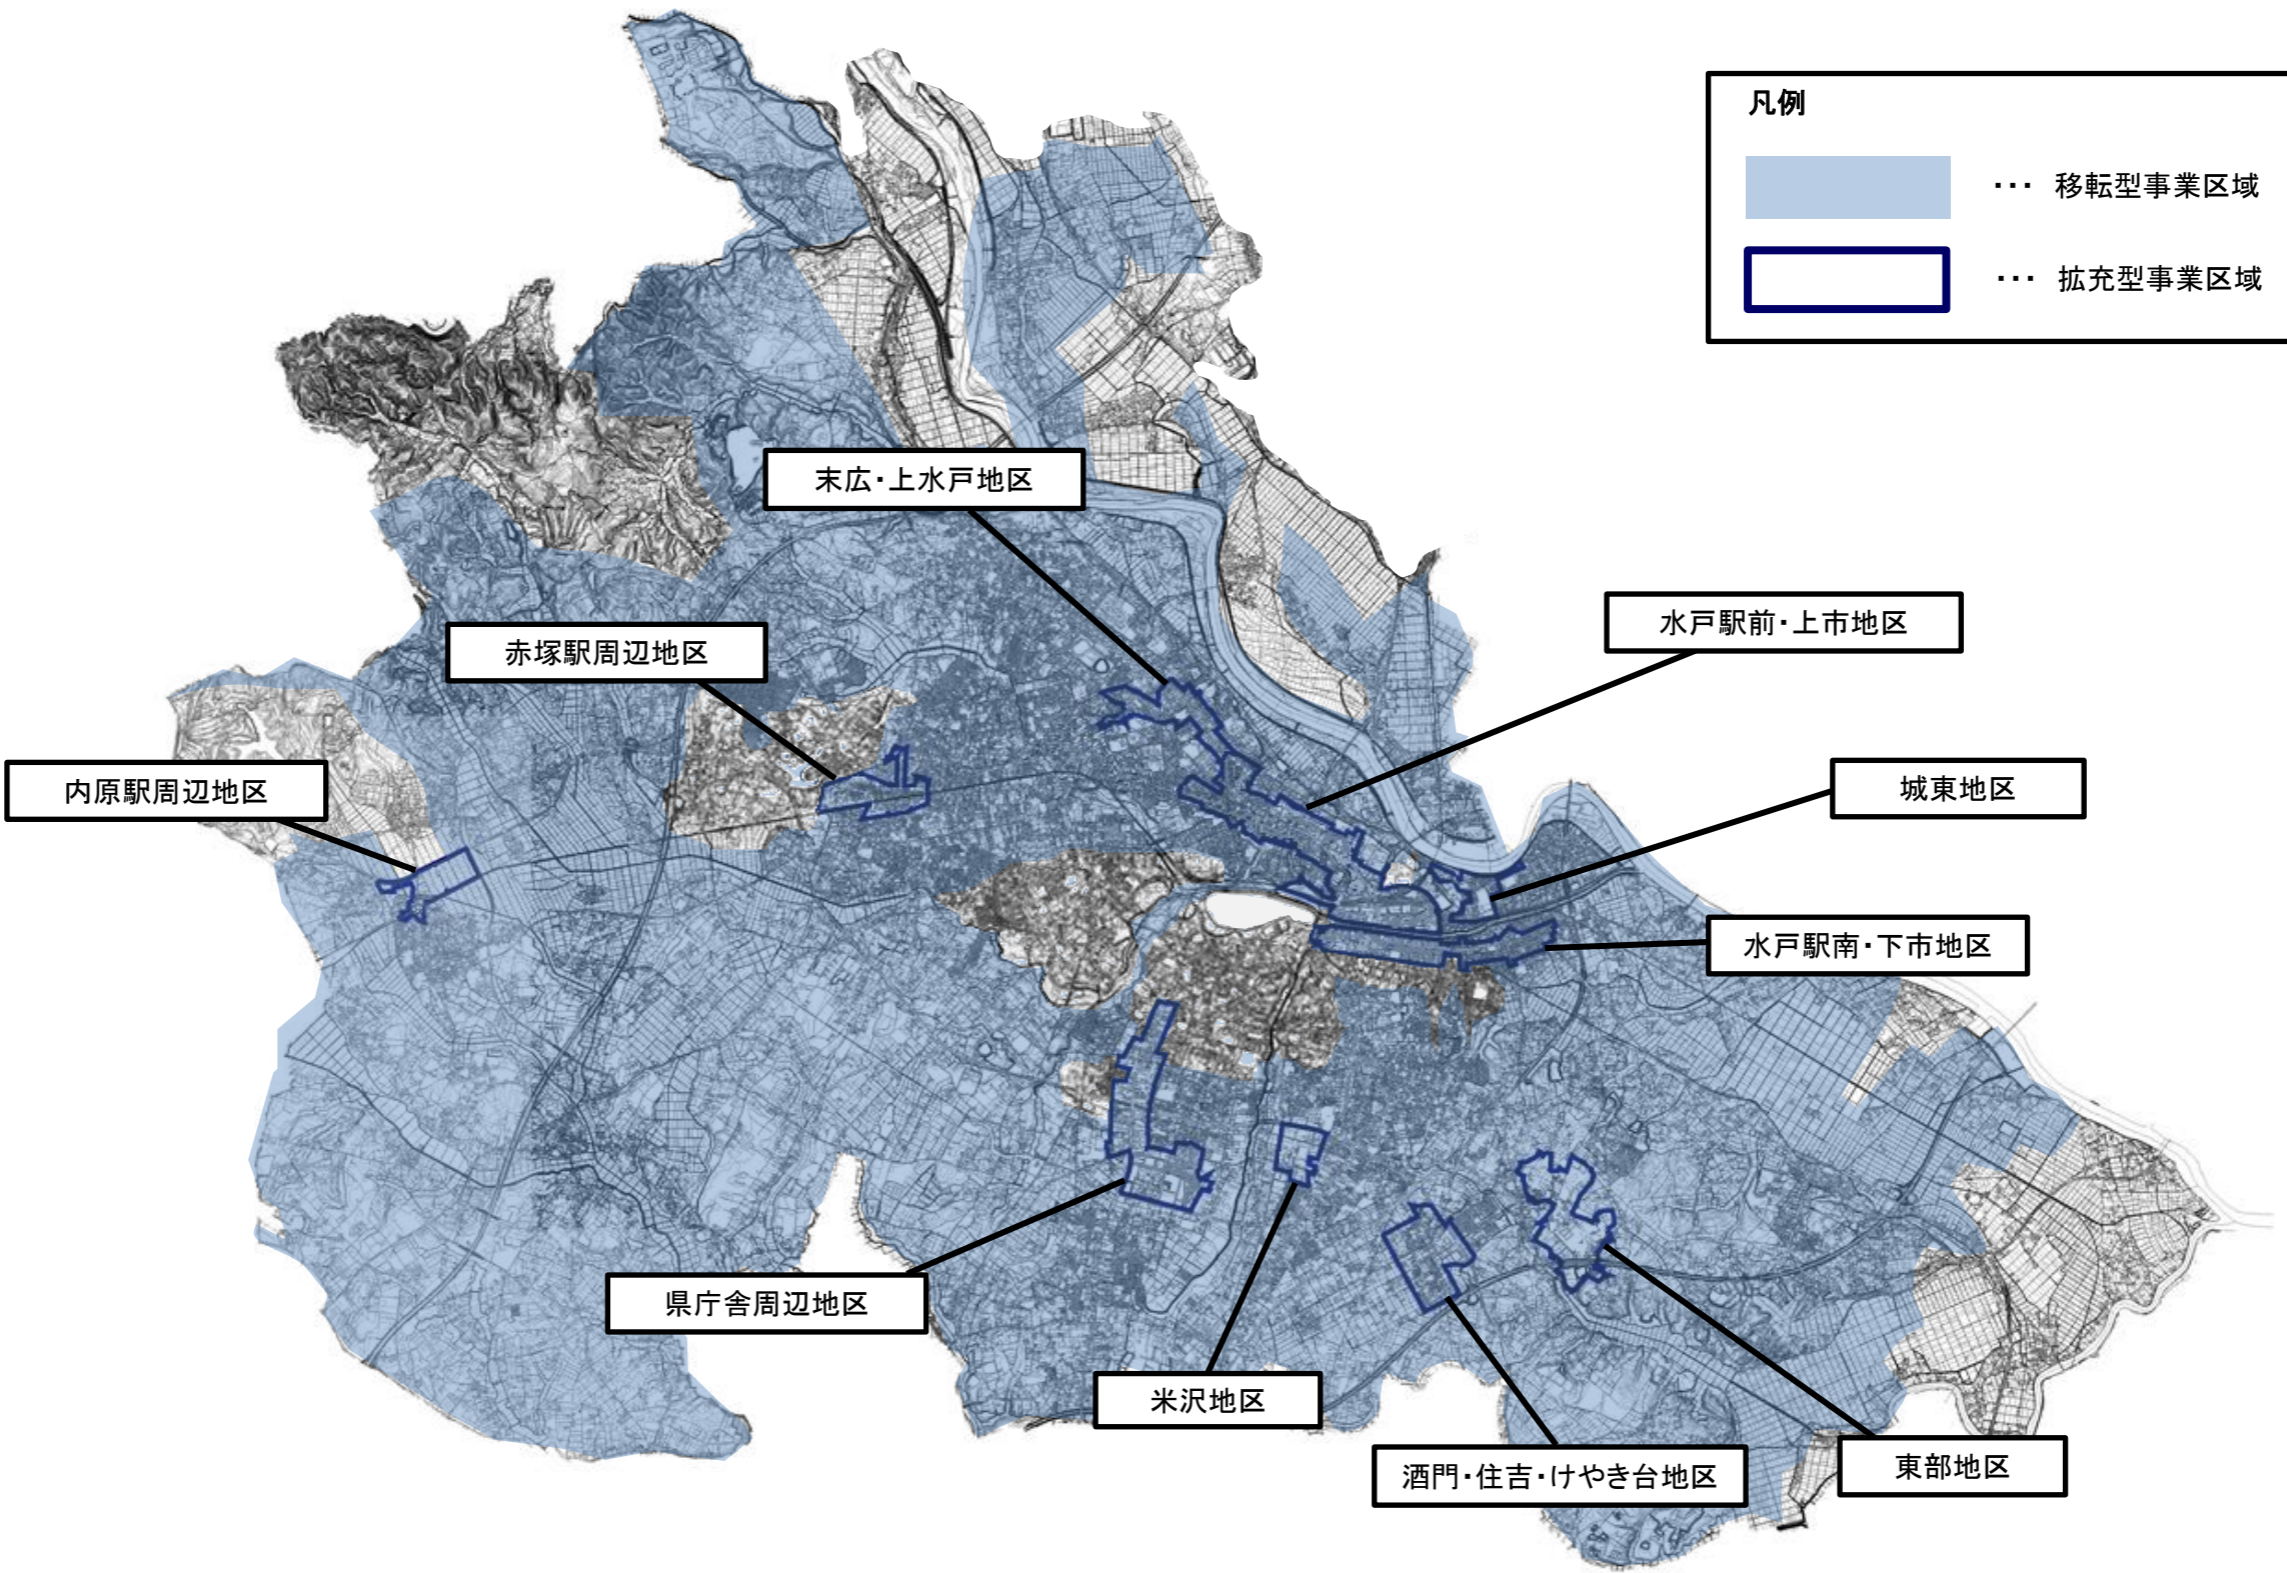 凡例
・・・ 移転型事業区域
・・・ 拡充型事業区域
末広・上水戸地区
水戸駅前・上市地区
赤塚駅周辺地区
内原駅周辺地区
城東地区
水戸駅南・下市地区
県庁舎周辺地区
米沢地区
酒門・住吉・けやき台地区
東部地区